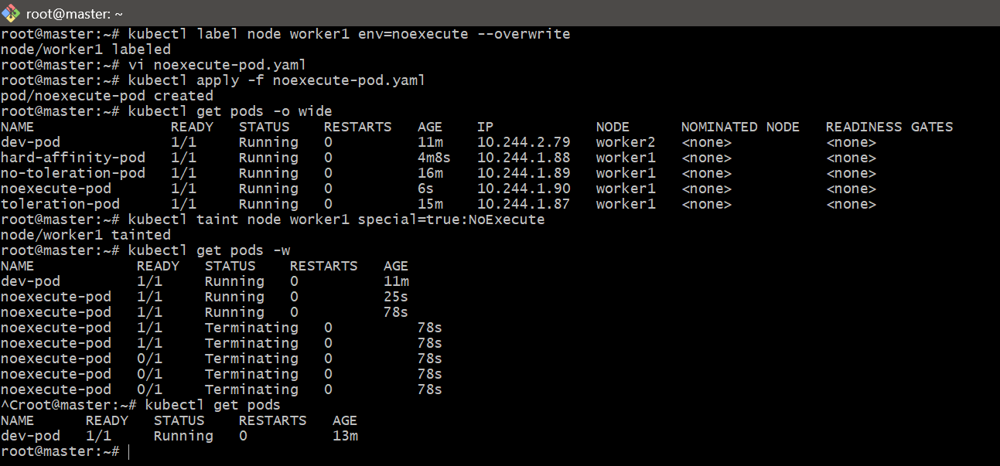 root@master: ~
root@master:~# kubectl label node worker1 env=noexecute --overwrite
node/worker1 labeled
root@master:~# vi noexecute-pod.yaml
root@master:~# kubectl apply -f noexecute-pod.yaml
pod/noexecute-pod created
root@master:~# kubectl get pods -o wide
NAME                READY   STATUS    RESTARTS   AGE    IP            NODE      NOMINATED NODE   READINESS GATES
dev-pod             1/1     Running   0          11m    10.244.2.79   worker2   <none>           <none>
hard-affinity-pod   1/1     Running   0          4m8s   10.244.1.88   worker1   <none>           <none>
no-toleration-pod   1/1     Running   0          16m    10.244.1.89   worker1   <none>           <none>
noexecute-pod       1/1     Running   0          6s     10.244.1.90   worker1   <none>           <none>
toleration-pod      1/1     Running   0          15m    10.244.1.87   worker1   <none>           <none>
root@master:~# kubectl taint node worker1 special=true:NoExecute
node/worker1 tainted
root@master:~# kubectl get pods -w
NAME            READY   STATUS    RESTARTS   AGE
dev-pod         1/1     Running   0          11m
noexecute-pod   1/1     Running   0          25s
noexecute-pod   1/1     Running   0          78s
noexecute-pod   1/1     Terminating   0          78s
noexecute-pod   1/1     Terminating   0          78s
noexecute-pod   0/1     Terminating   0          78s
noexecute-pod   0/1     Terminating   0          78s
noexecute-pod   0/1     Terminating   0          78s
^Croot@master:~# kubectl get pods
NAME      READY   STATUS    RESTARTS   AGE
dev-pod   1/1     Running   0          13m
root@master:~#